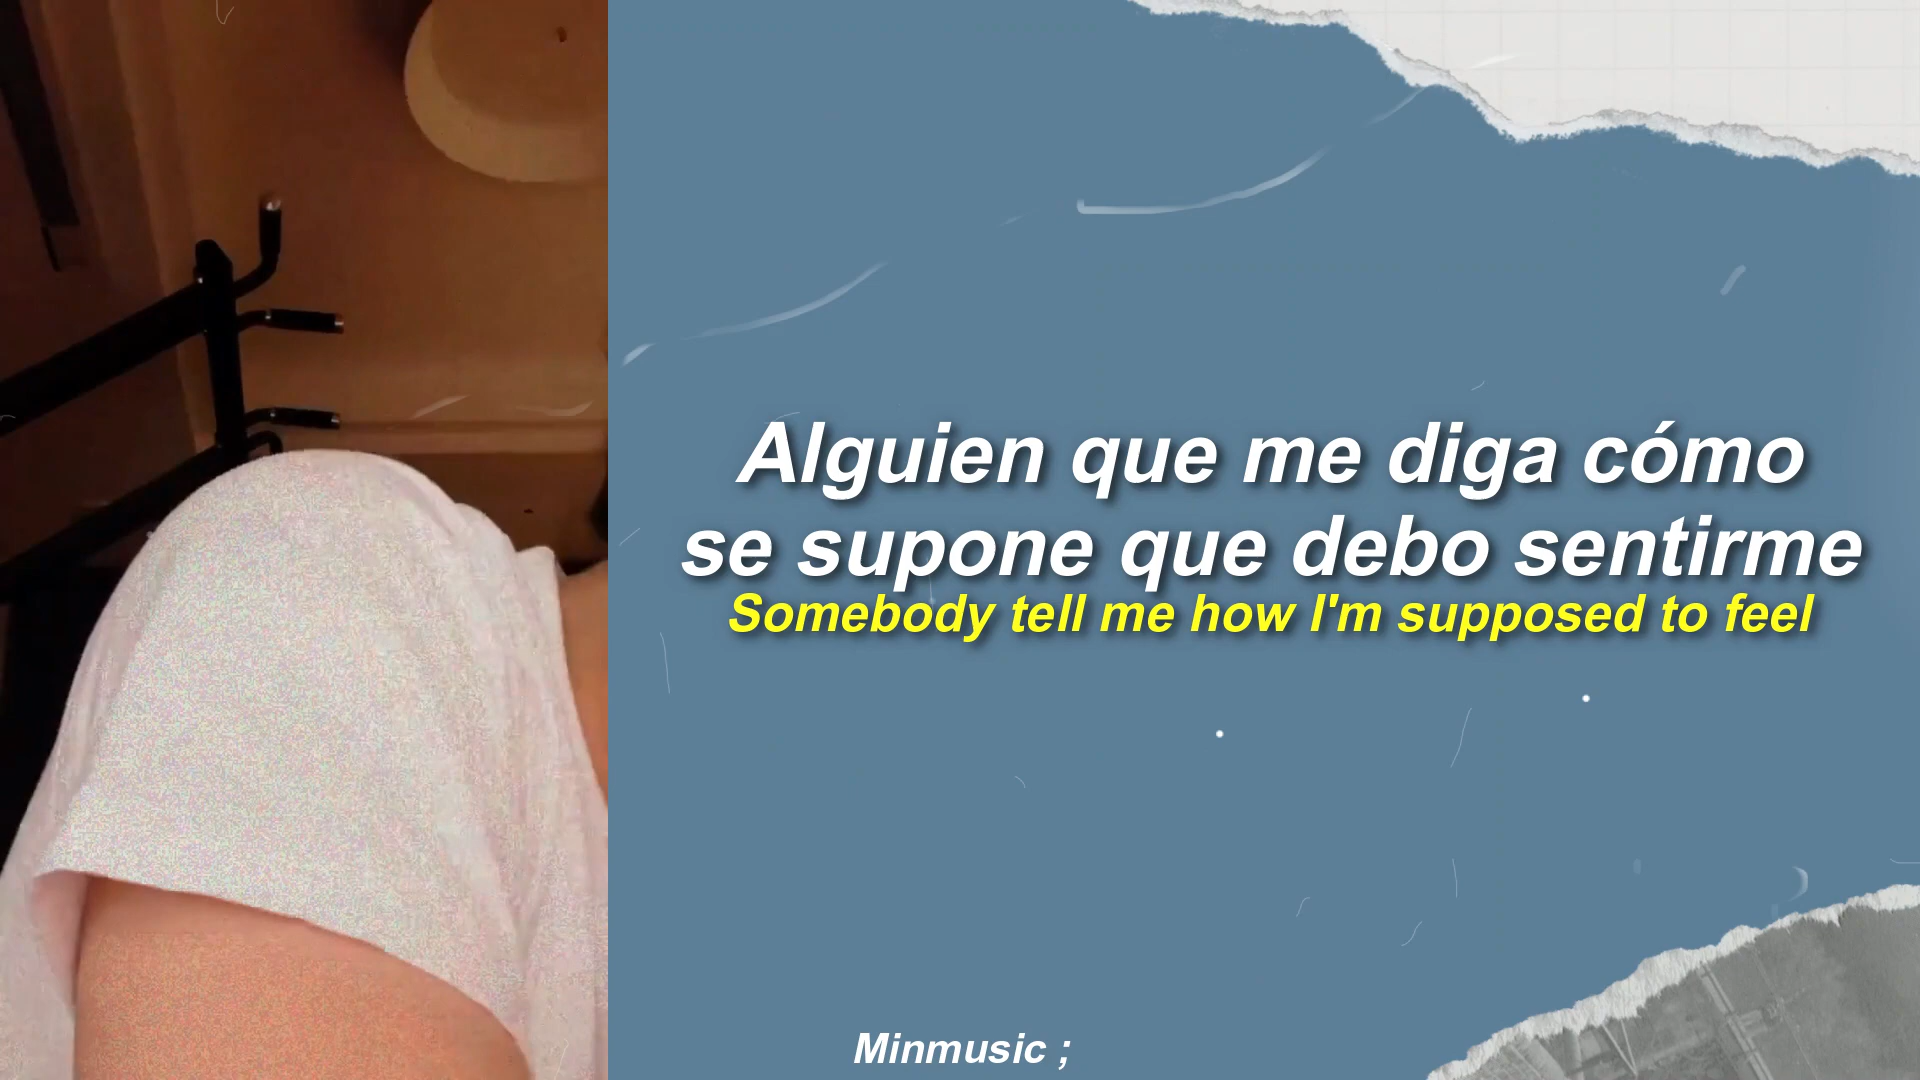 Alguien que me diga cómo
se supone que debo sentirme
Somebody tell me how I'm supposed to feel
Minmusic ;